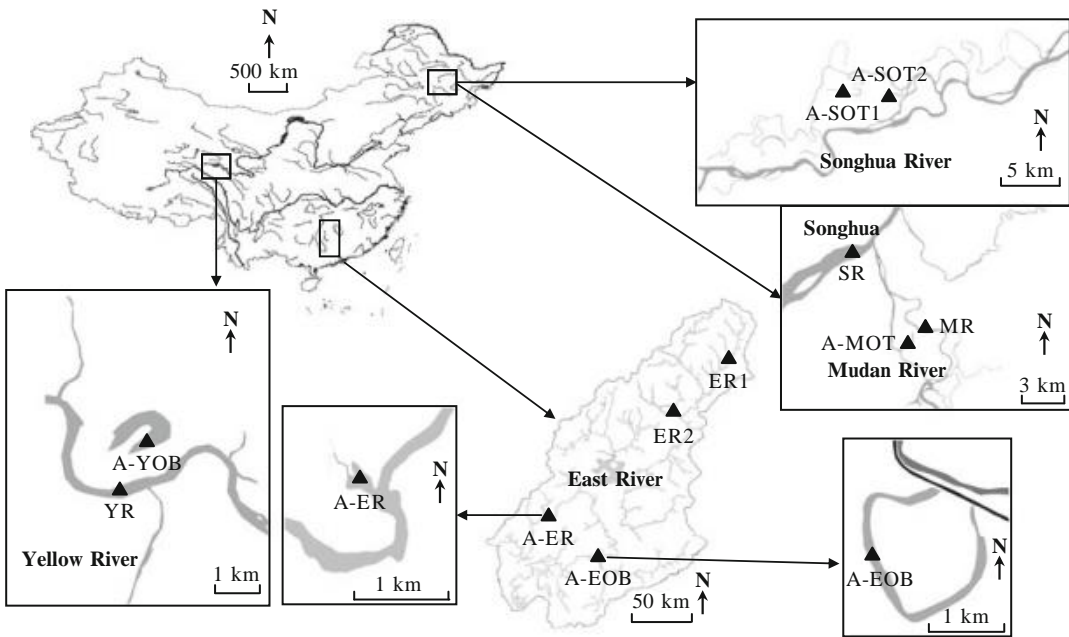 N
500 km
A-SOT2
A-SOT1
N
Songhua River
5 km
Songhua
SR
MR
A-MOT
N
Mudan River
3 km
N
A-YOB
YR
Yellow River
1 km
N
A-ER
1 km
ER1
ER2
East River
A-ER
A-EOB
N
50 km
N
A-EOB
1 km